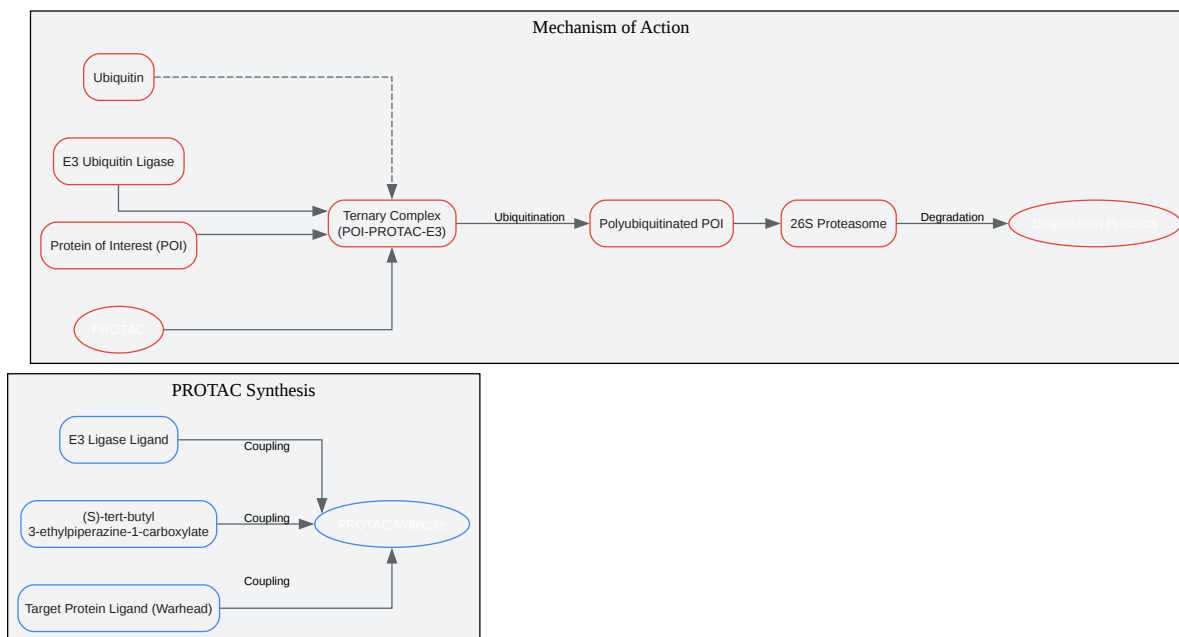 Mechanism of Action
Ubiquitin
E3 Ubiquitin Ligase
Protein of Interest (POI)
PROTAC
Ternary Complex
(POI-PROTAC-E3)
Ubiquitination
Polyubiquitinated POI
26S Proteasome
Degradation
Degradation Products
PROTAC Synthesis
E3 Ligase Ligand
Coupling
(S)-tert-butyl
3-ethylpiperazine-1-carboxylate
Coupling
PROTAC Molecule
Coupling
Target Protein Ligand (Warhead)